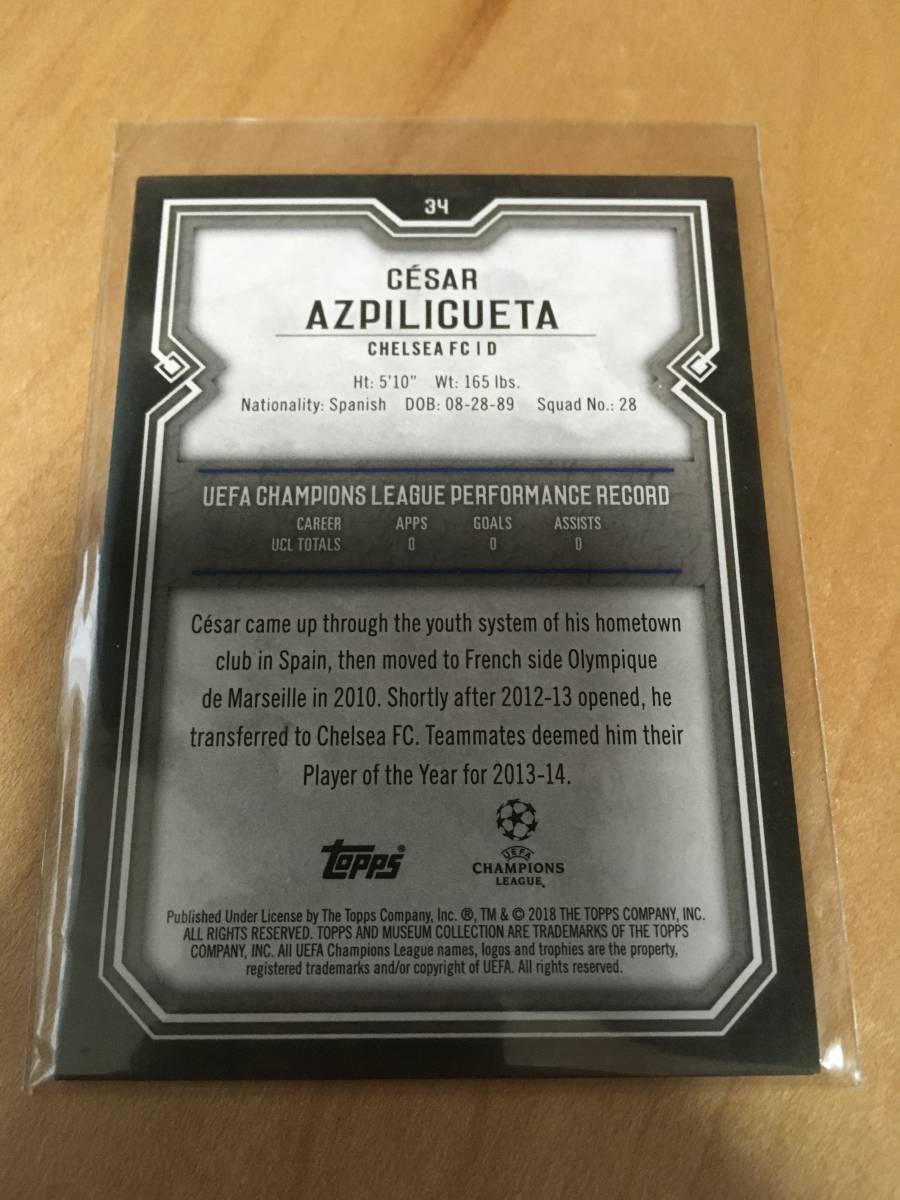 34
CÉSAR
AZPILICUETA
CHELSEA FC | D
Ht: 5'10" Wt: 165 lbs.
Nationality: Spanish DOB: 08-28-89 Squad No.: 28
UEFA CHAMPIONS LEAGUE PERFORMANCE RECORD
CAREER APPS GOALS ASSISTS
UCL TOTALS 0 0 0
César came up through the youth system of his hometown
club in Spain, then moved to French side Olympique
de Marseille in 2010. Shortly after 2012-13 opened, he
transferred to Chelsea FC. Teammates deemed him their
Player of the Year for 2013-14.
topps®
UEFA
CHAMPIONS
LEAGUE
Published Under License by The Topps Company, Inc. ®, TM & © 2018 THE TOPPS COMPANY, INC.
ALL RIGHTS RESERVED. TOPPS AND MUSEUM COLLECTION ARE TRADEMARKS OF THE TOPPS
COMPANY, INC. All UEFA Champions League names, logos and trophies are the property,
registered trademarks and/or copyright of UEFA. All rights reserved.